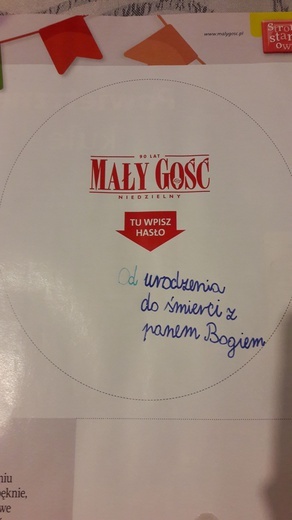 www.malygosc.pl
90 LAT
MAŁY GOŚĆ
NIEDZIELNY
TU WPISZ
HASŁO
od urodzenia
do śmierci z
panem Bogiem